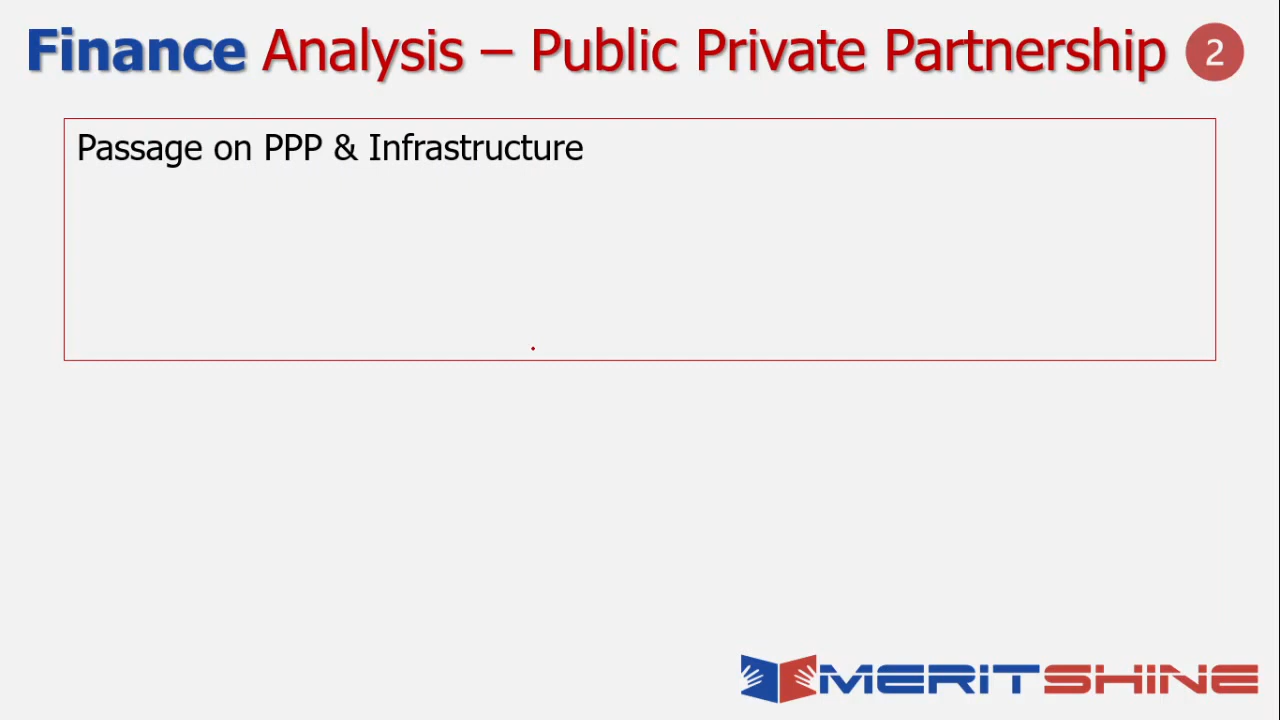 Finance Analysis – Public Private Partnership 2
Passage on PPP & Infrastructure
MERITSHINE